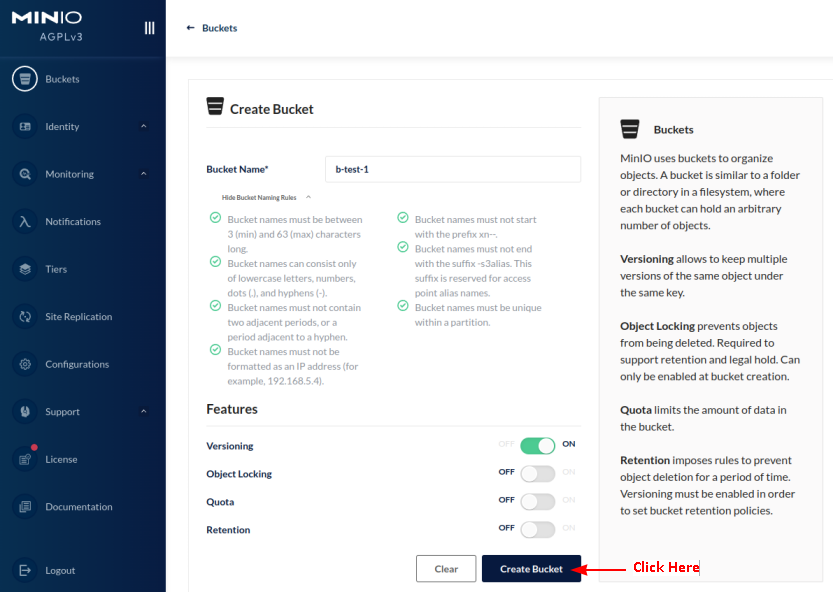 MINIO
AGPLv3
Buckets
Identity
Monitoring
Notifications
Tiers
Site Replication
Configurations
Support
License
Documentation
Logout
← Buckets
Create Bucket
Bucket Name* b-test-1
Hide Bucket Naming Rules
Bucket names must be between
3 (min) and 63 (max) characters
long.
Bucket names can consist only
of lowercase letters, numbers,
dots (.), and hyphens (-).
Bucket names must not contain
two adjacent periods, or a
period adjacent to a hyphen.
Bucket names must not be
formatted as an IP address (for
example, 192.168.5.4).
Bucket names must not start
with the prefix xn--.
Bucket names must not end
with the suffix -s3alias. This
suffix is reserved for access
point alias names.
Bucket names must be unique
within a partition.
Features
Versioning OFF ON
Object Locking OFF ON
Quota OFF ON
Retention OFF ON
Clear Create Bucket Click Here
Buckets
MinIO uses buckets to organize
objects. A bucket is similar to a folder
or directory in a filesystem, where
each bucket can hold an arbitrary
number of objects.
Versioning allows to keep multiple
versions of the same object under
the same key.
Object Locking prevents objects
from being deleted. Required to
support retention and legal hold. Can
only be enabled at bucket creation.
Quota limits the amount of data in
the bucket.
Retention imposes rules to prevent
object deletion for a period of time.
Versioning must be enabled in order
to set bucket retention policies.